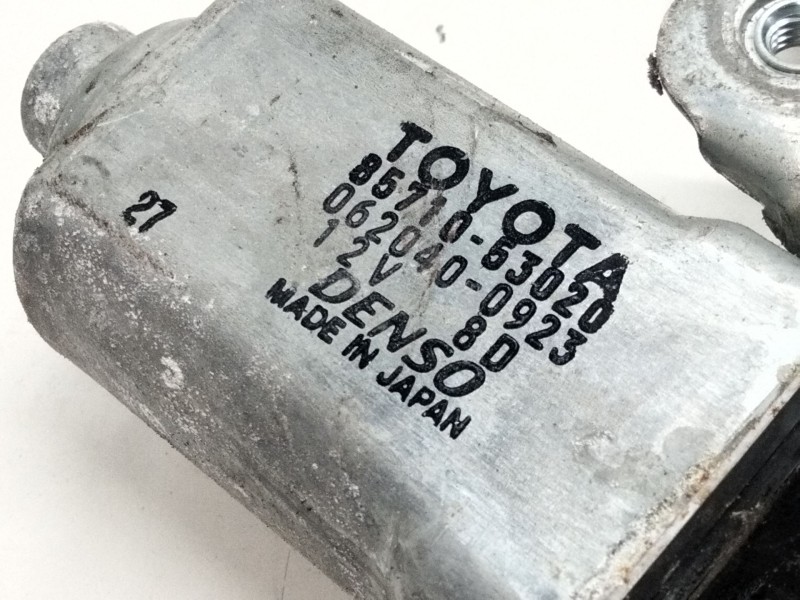 TOYOTA
85710-53020
062040-0923
12V 8D
DENSO
MADE IN JAPAN
27